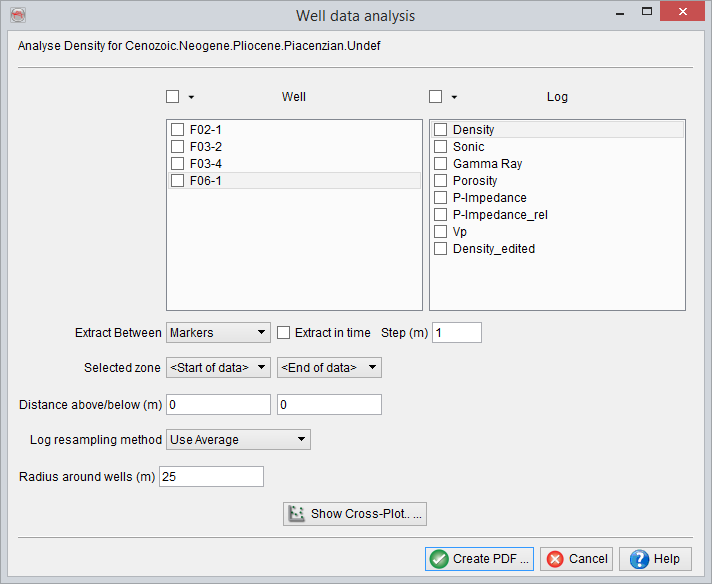 Well data analysis
Analyse Density for Cenozoic.Neogene.Pliocene.Piacenzian.Undef
Well
Log
F02-1
F03-2
F03-4
F06-1
Density
Sonic
Gamma Ray
Porosity
P-Impedance
P-Impedance_rel
Vp
Density_edited
Extract Between Markers Extract in time Step (m) 1
Selected zone <Start of data> <End of data>
Distance above/below (m) 0 0
Log resampling method Use Average
Radius around wells (m) 25
Show Cross-Plot.. ...
Create PDF ... Cancel Help